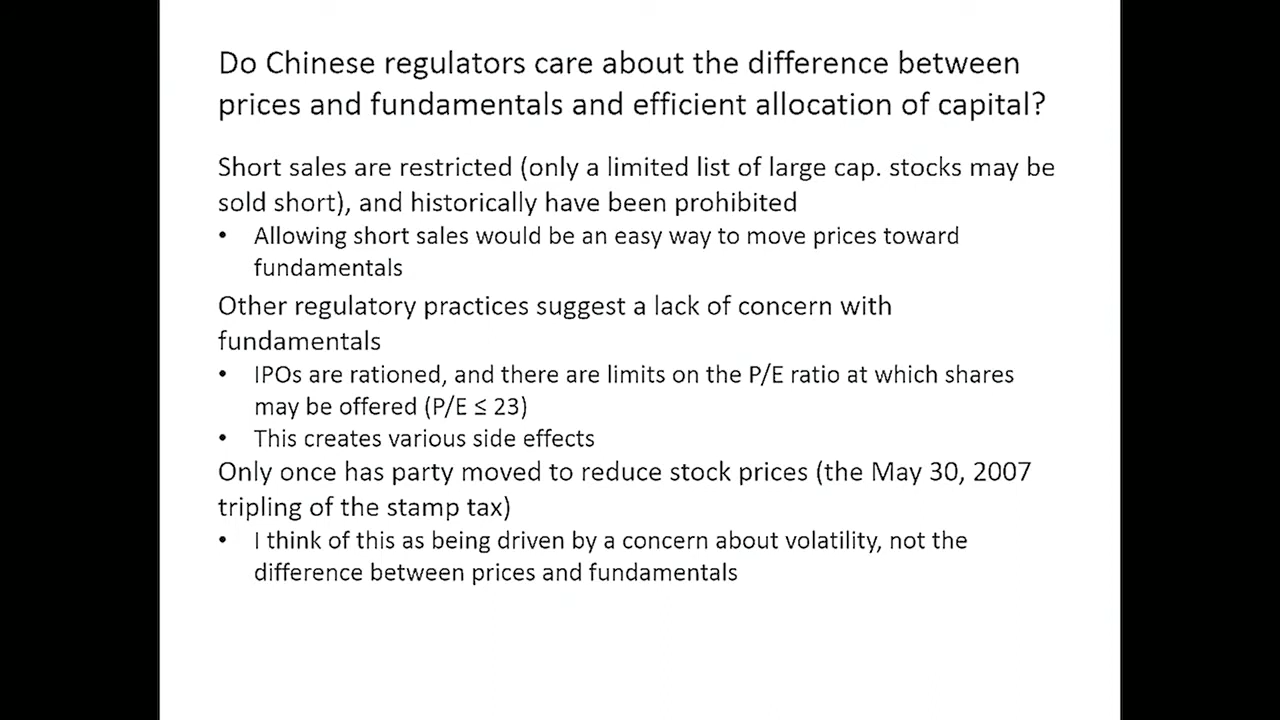 Do Chinese regulators care about the difference between
prices and fundamentals and efficient allocation of capital?
Short sales are restricted (only a limited list of large cap. stocks may be
sold short), and historically have been prohibited
• Allowing short sales would be an easy way to move prices toward
fundamentals
Other regulatory practices suggest a lack of concern with
fundamentals
• IPOs are rationed, and there are limits on the P/E ratio at which shares
may be offered (P/E ≤ 23)
• This creates various side effects
Only once has party moved to reduce stock prices (the May 30, 2007
tripling of the stamp tax)
• I think of this as being driven by a concern about volatility, not the
difference between prices and fundamentals